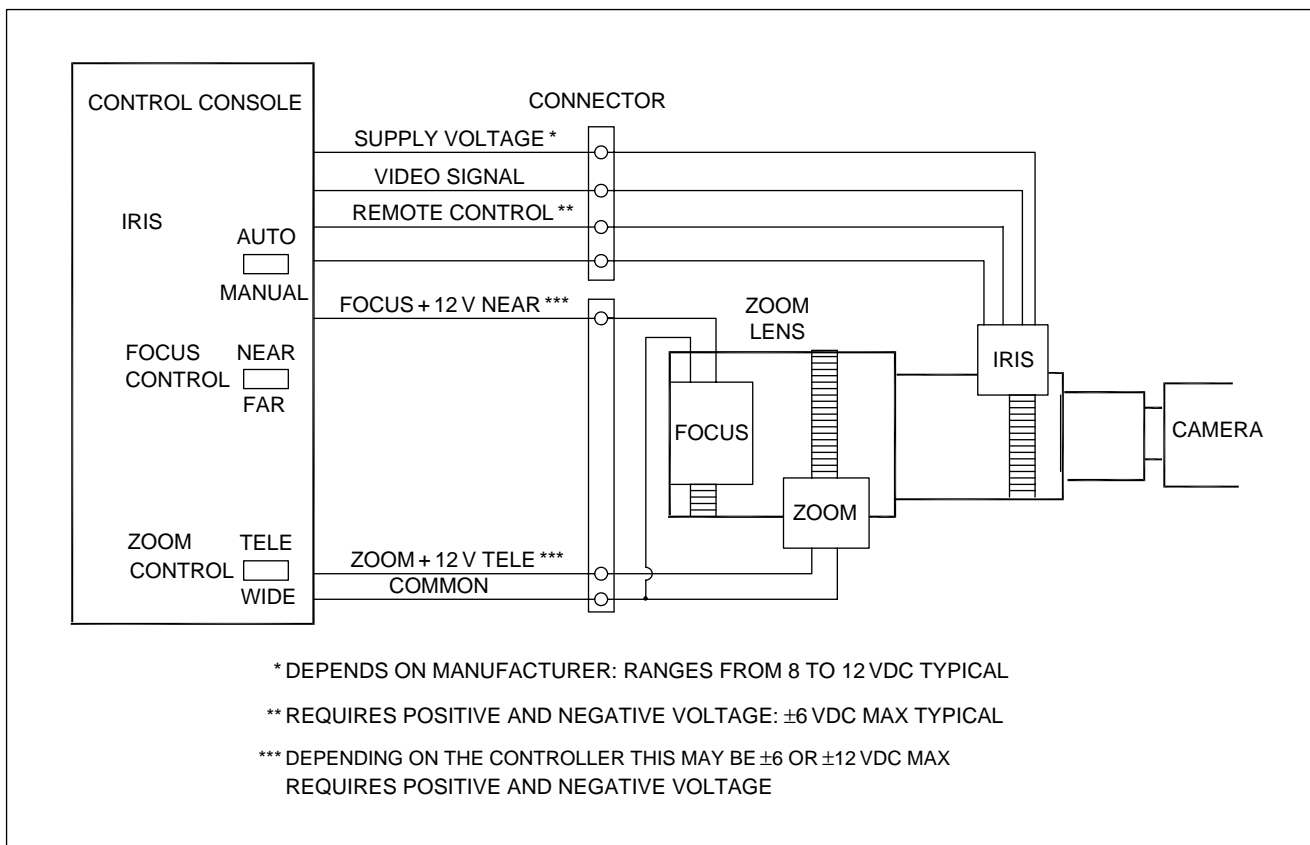 CONTROL CONSOLE
CONNECTOR
SUPPLY VOLTAGE *
VIDEO SIGNAL
REMOTE CONTROL **
IRIS
AUTO
MANUAL
FOCUS + 12 V NEAR ***
ZOOM
LENS
IRIS
FOCUS
CONTROL
NEAR
FAR
FOCUS
CAMERA
ZOOM
ZOOM
CONTROL
TELE
WIDE
ZOOM + 12 V TELE ***
COMMON
* DEPENDS ON MANUFACTURER: RANGES FROM 8 TO 12 VDC TYPICAL
** REQUIRES POSITIVE AND NEGATIVE VOLTAGE: ±6 VDC MAX TYPICAL
*** DEPENDING ON THE CONTROLLER THIS MAY BE ±6 OR ±12 VDC MAX
REQUIRES POSITIVE AND NEGATIVE VOLTAGE